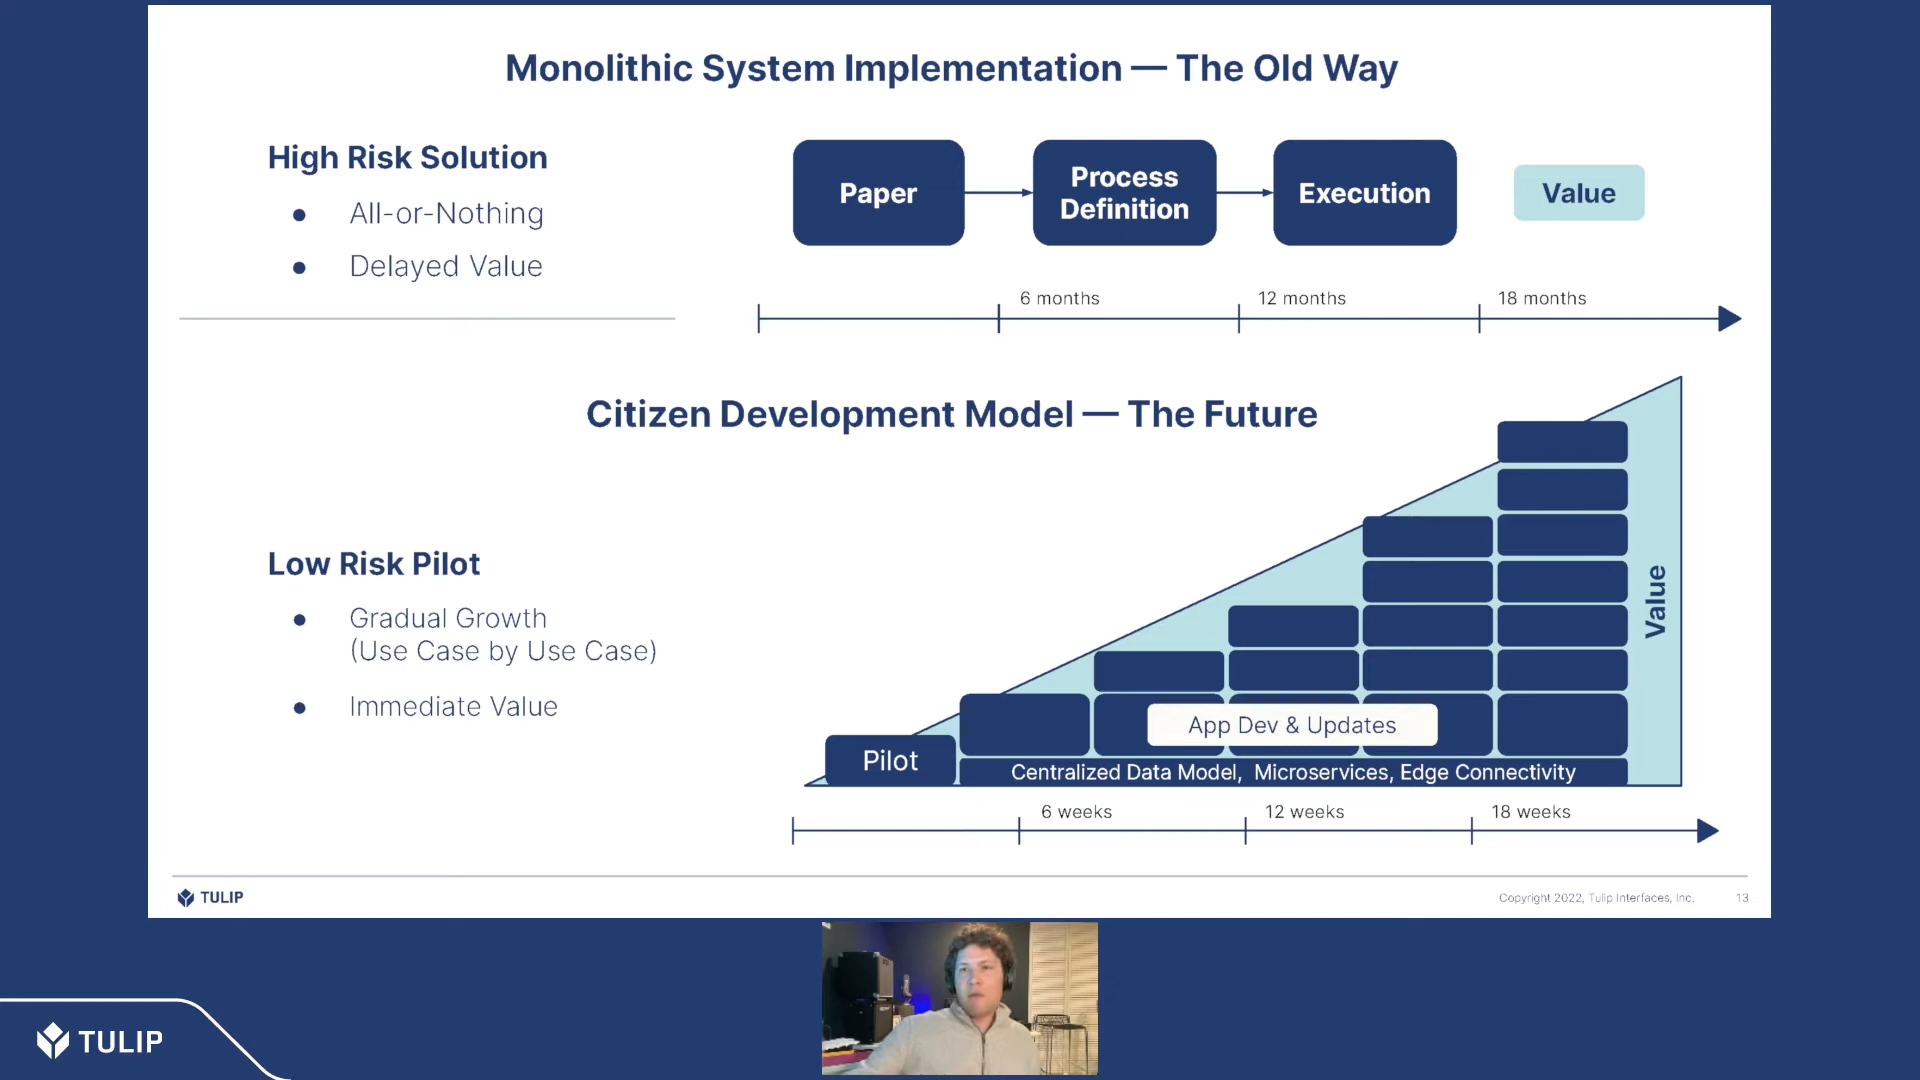 Monolithic System Implementation — The Old Way
High Risk Solution
● All-or-Nothing
● Delayed Value
Paper
Process
Definition
Execution
Value
6 months
12 months
18 months
Citizen Development Model — The Future
Low Risk Pilot
● Gradual Growth
(Use Case by Use Case)
● Immediate Value
Value
App Dev & Updates
Pilot
Centralized Data Model, Microservices, Edge Connectivity
6 weeks
12 weeks
18 weeks
TULIP
Copyright 2022, Tulip Interfaces, Inc.
13
TULIP